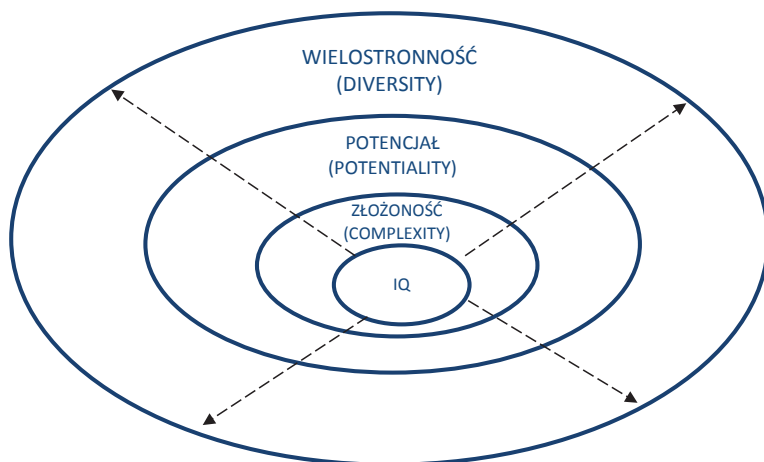 WIELOSTRONNOŚĆ
(DIVERSITY)
POTENCJAŁ
(POTENTIALITY)
ZŁOŻONOŚĆ
(COMPLEXITY)
IQ